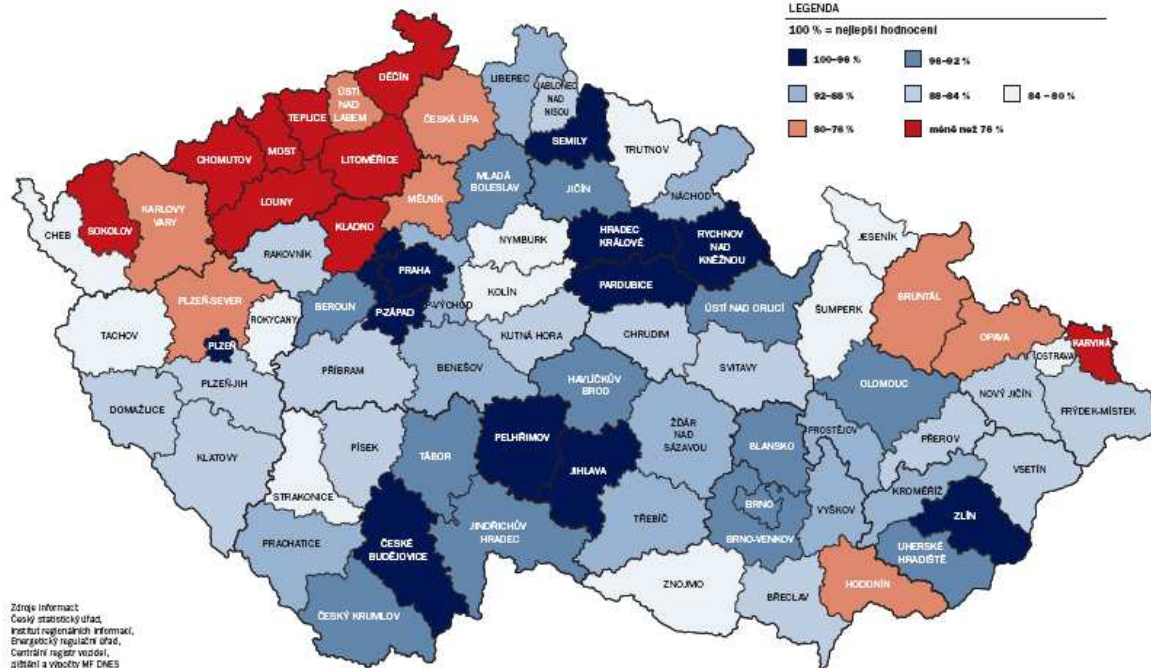 LEGENDA
100 % = nejlepší hodnocení
100–96 %
96–92 %
92–88 %
88–84 %
84 – 80 %
80–76 %
méně než 76 %
DĚČÍN
LIBEREC
ÚSTÍ
NAD
LABEM
JABLONEC
NAD
NISOU
TEPLICE
ČESKÁ LÍPA
SEMILY
MOST
TRUTNOV
CHOMUTOV
LITOMĚŘICE
MLADÁ
BOLESLAV
JIČÍN
NÁCHOD
KARLOVY
VARY
LOUNY
MĚLNÍK
SOKOLOV
CHEB
KLADNO
NYMBURK
HRADEC
KRÁLOVÉ
RYCHNOV
NAD
KNĚŽNOU
JESENÍK
RAKOVNÍK
PRAHA
PARDUBICE
PLZEŇ-SEVER
BEROUN
P-ZÁPAD
P-VÝCHOD
KOLÍN
ÚSTÍ NAD ORLICÍ
ŠUMPERK
BRUNTÁL
TACHOV
ROKYCANY
KUTNÁ HORA
CHRUDIM
OPAVA
KARVINÁ
PLZEŇ
OSTRAVA
PLZEŇ-JIH
PŘÍBRAM
BENEŠOV
HAVLÍČKŮV
BROD
SVITAVY
OLOMOUC
NOVÝ JIČÍN
FRÝDEK-MÍSTEK
DOMAŽLICE
KLATOVY
PÍSEK
TÁBOR
PELHŘIMOV
JIHLAVA
ŽĎÁR
NAD
SÁZAVOU
BLANSKO
PROSTĚJOV
PŘEROV
VSETÍN
STRAKONICE
BRNO
VYŠKOV
KROMĚŘÍŽ
ZLÍN
PRACHATICE
ČESKÉ
BUDĚJOVICE
JINDŘICHŮV
HRADEC
TŘEBÍČ
BRNO-VENKOV
UHERSKÉ
HRADIŠTĚ
ČESKÝ KRUMLOV
ZNOJMO
BŘECLAV
HODONÍN
Zdroje informací:
Český statistický úřad,
Institut regionálních informací,
Energetický regulační úřad,
Centrální registr vozidel,
zjištění a výpočty MF DNES